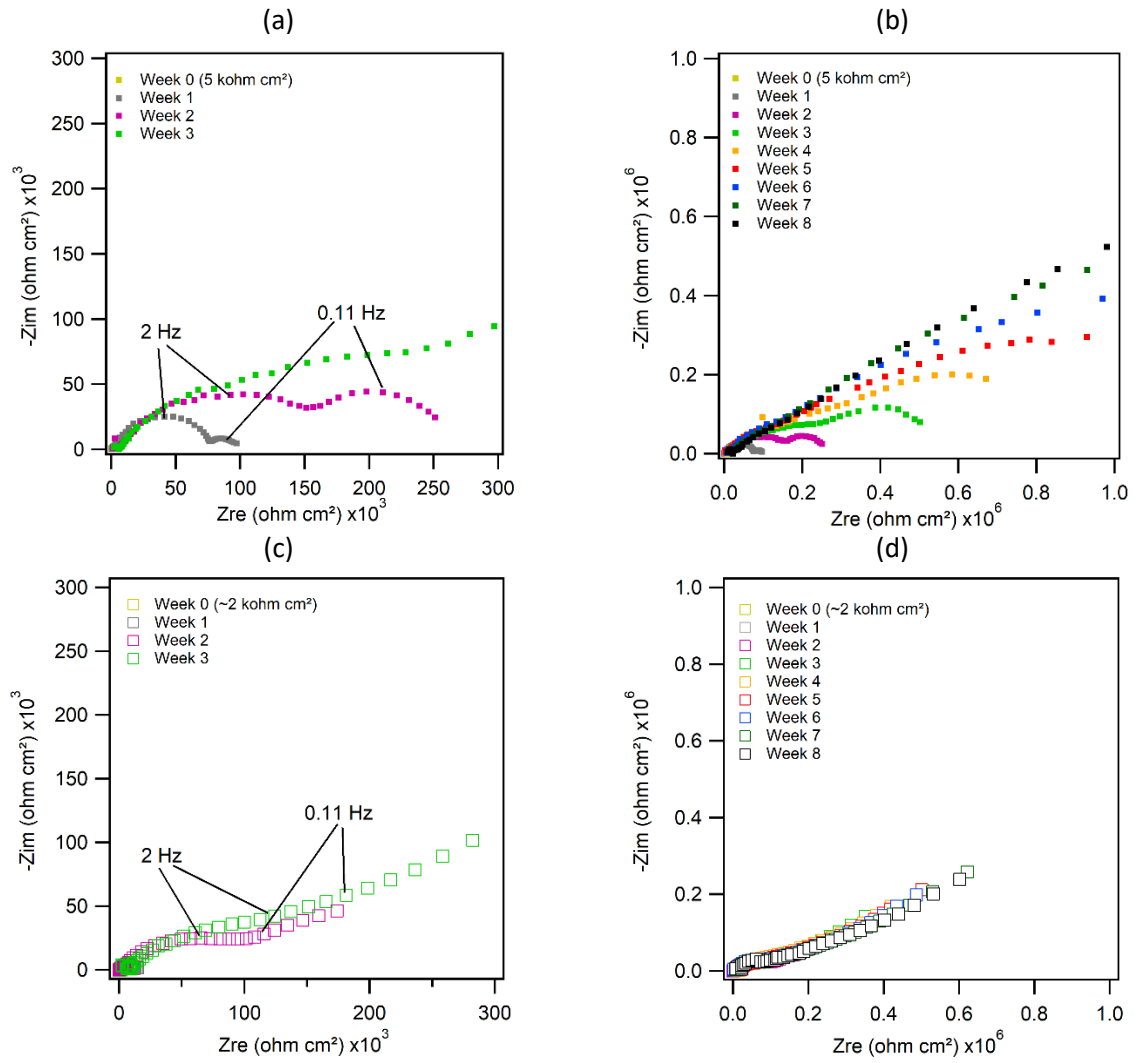 (a)
300
250
200
150
100
50
0
-Zim (ohm cm²) x10³
Week 0 (5 kohm cm²)
Week 1
Week 2
Week 3
2 Hz
0.11 Hz
0 50 100 150 200 250 300
Zre (ohm cm²) x10³
(b)
1.0
0.8
0.6
0.4
0.2
0.0
-Zim (ohm cm²) x10⁶
Week 0 (5 kohm cm²)
Week 1
Week 2
Week 3
Week 4
Week 5
Week 6
Week 7
Week 8
0.0 0.2 0.4 0.6 0.8 1.0
Zre (ohm cm²) x10⁶
(c)
300
250
200
150
100
50
0
-Zim (ohm cm²) x10³
Week 0 (~2 kohm cm²)
Week 1
Week 2
Week 3
2 Hz
0.11 Hz
0 100 200 300
Zre (ohm cm²) x10³
(d)
1.0
0.8
0.6
0.4
0.2
0.0
-Zim (ohm cm²) x10⁶
Week 0 (~2 kohm cm²)
Week 1
Week 2
Week 3
Week 4
Week 5
Week 6
Week 7
Week 8
0.0 0.2 0.4 0.6 0.8 1.0
Zre (ohm cm²) x10⁶